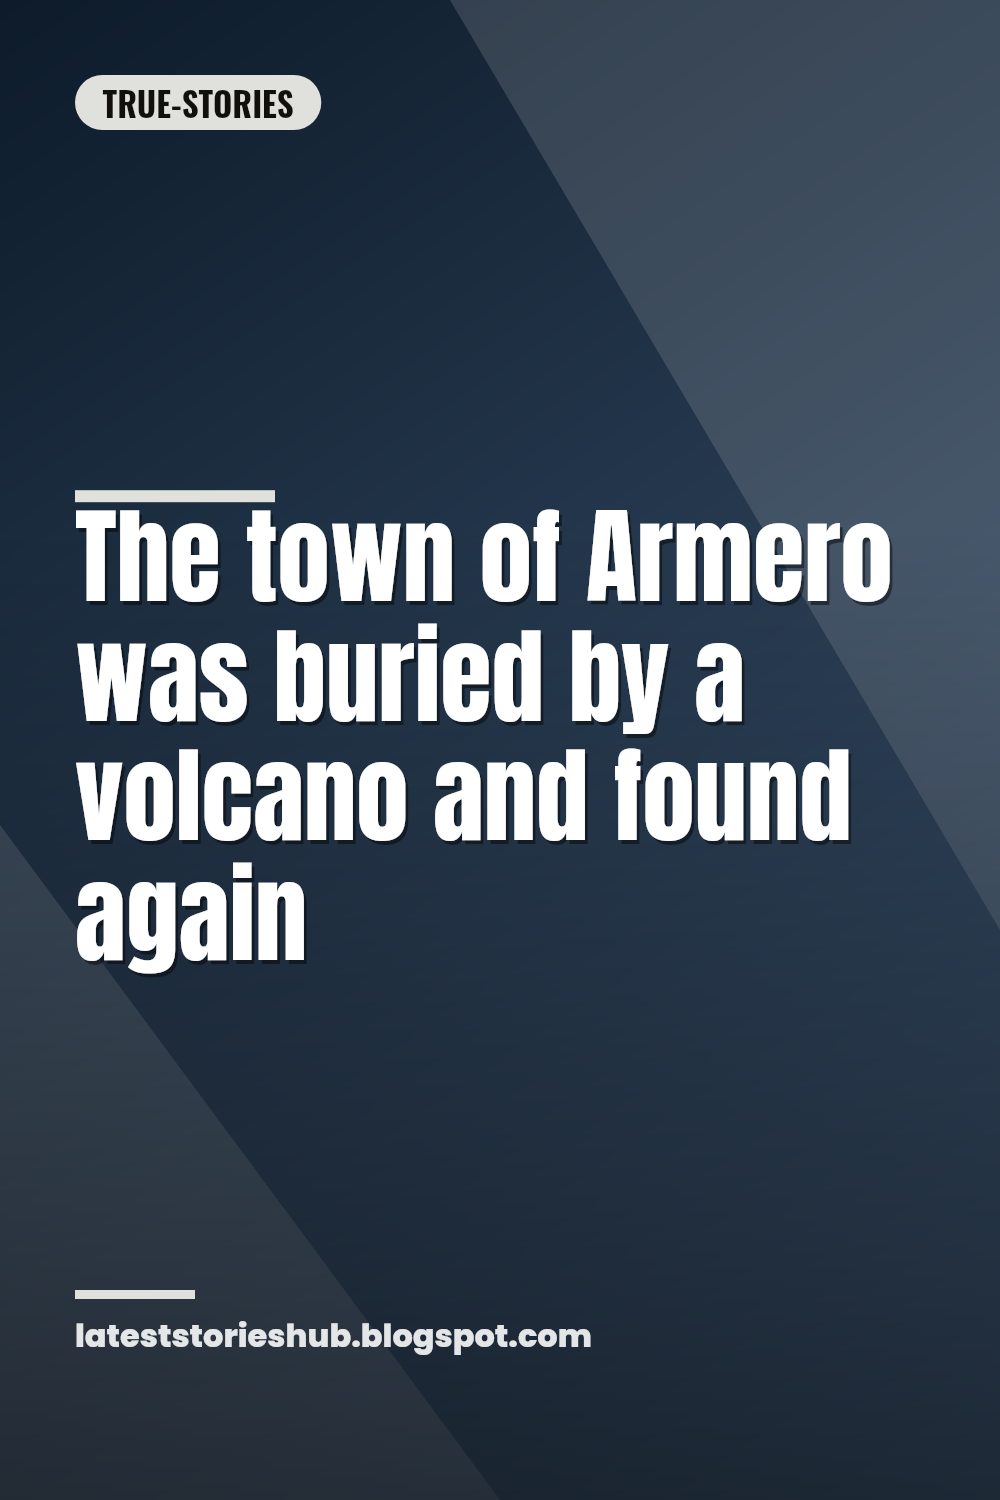 TRUE-STORIES
The town of Armero
was buried by a
volcano and found
again
lateststorieshub.blogspot.com